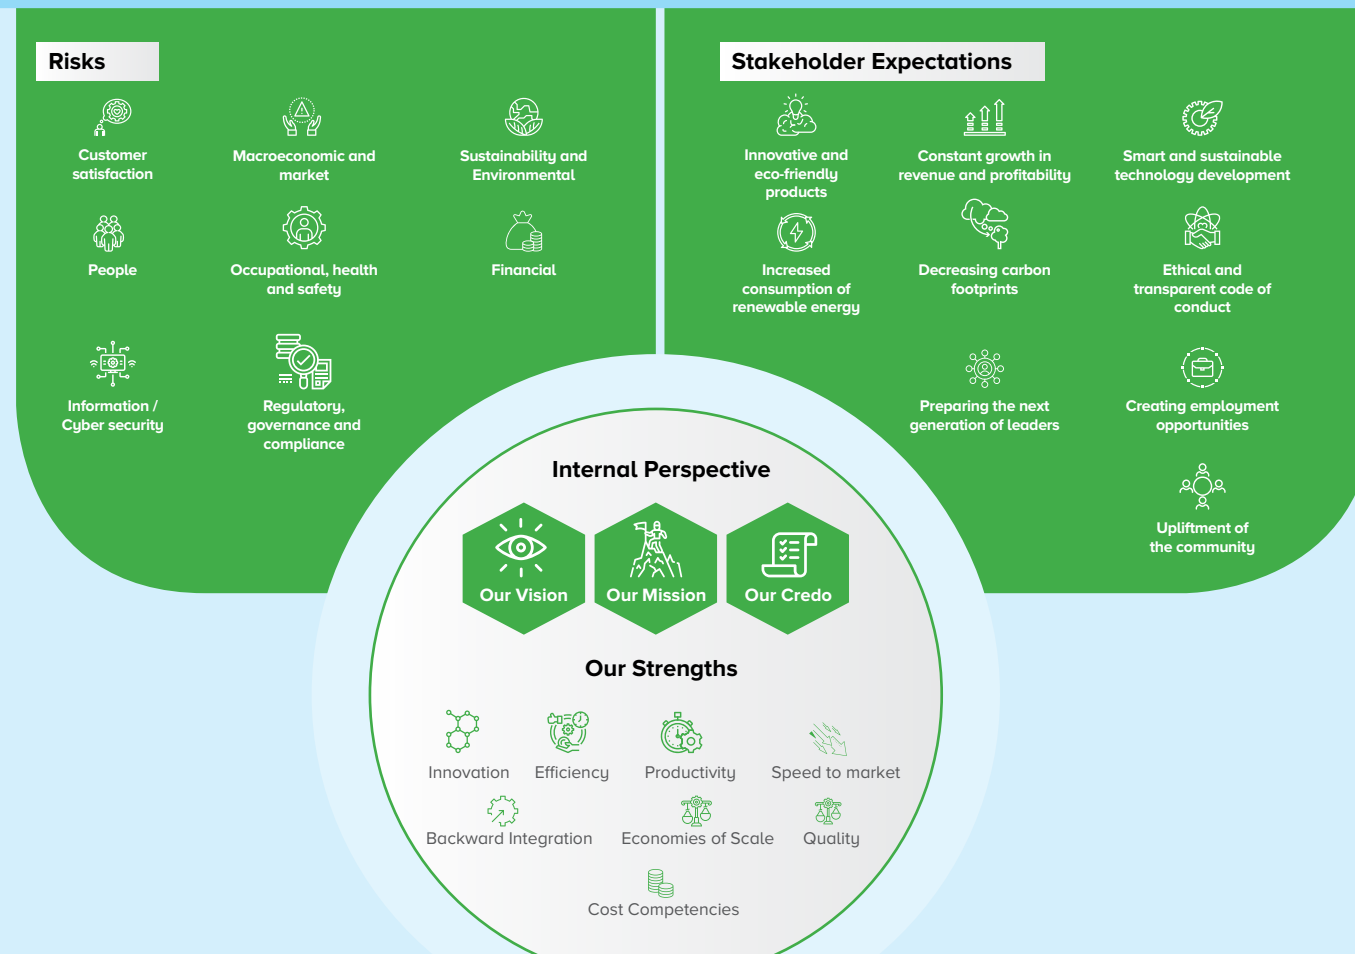 Risks
Customer
satisfaction
Macroeconomic and
market
Sustainability and
Environmental
People
Occupational, health
and safety
Financial
Information /
Cyber security
Regulatory,
governance and
compliance
Stakeholder Expectations
Innovative and
eco-friendly
products
Constant growth in
revenue and profitability
Smart and sustainable
technology development
Increased
consumption of
renewable energy
Decreasing carbon
footprints
Ethical and
transparent code of
conduct
Preparing the next
generation of leaders
Creating employment
opportunities
Upliftment of
the community
Internal Perspective
Our Vision
Our Mission
Our Credo
Our Strengths
Innovation
Efficiency
Productivity
Speed to market
Backward Integration
Economies of Scale
Quality
Cost Competencies